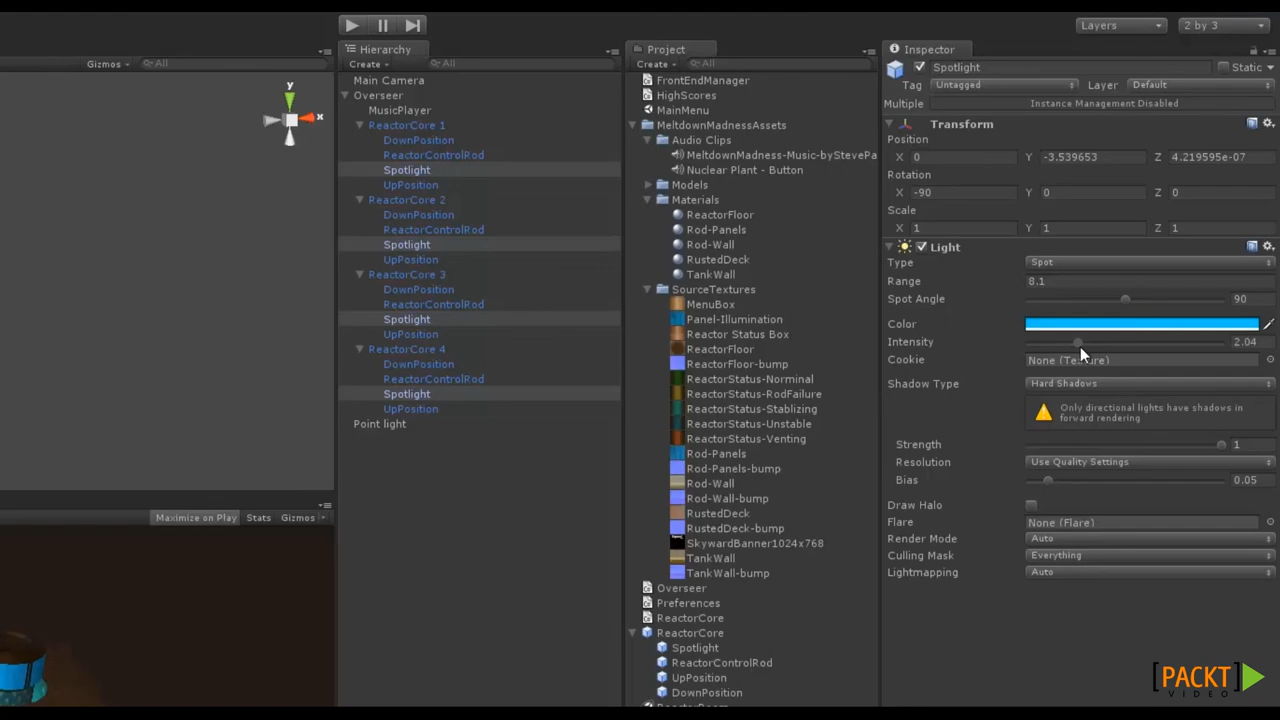 Layers
2 by 3
Gizmos
All
Maximize on Play
Stats
Gizmos
Hierarchy
Create
All
Main Camera
Overseer
MusicPlayer
ReactorCore 1
DownPosition
ReactorControlRod
Spotlight
UpPosition
ReactorCore 2
DownPosition
ReactorControlRod
Spotlight
UpPosition
ReactorCore 3
DownPosition
ReactorControlRod
Spotlight
UpPosition
ReactorCore 4
DownPosition
ReactorControlRod
Spotlight
UpPosition
Point light
y
x
Project
Create
All
FrontEndManager
HighScores
MainMenu
MeltdownMadnessAssets
Audio Clips
MeltdownMadness-Music-byStevePa
Nuclear Plant - Button
Models
Materials
ReactorFloor
Rod-Panels
Rod-Wall
RustedDeck
TankWall
SourceTextures
MenuBox
Panel-Illumination
Reactor Status Box
ReactorFloor
ReactorFloor-bump
ReactorStatus-Norminal
ReactorStatus-RodFailure
ReactorStatus-Stablizing
ReactorStatus-Unstable
ReactorStatus-Venting
Rod-Panels
Rod-Panels-bump
Rod-Wall
Rod-Wall-bump
RustedDeck
RustedDeck-bump
SkywardBanner1024x768
TankWall
TankWall-bump
Overseer
Preferences
ReactorCore
ReactorCore
Spotlight
ReactorControlRod
UpPosition
DownPosition
Inspector
Spotlight
Static
Tag Untagged Layer Default
Multiple Instance Management Disabled
Transform
Position
X 0 Y -3.539653 Z 4.219595e-07
Rotation
X -90 Y 0 Z 0
Scale
X 1 Y 1 Z 1
Light
Type Spot
Range 8.1
Spot Angle 90
Color
Intensity 2.04
Cookie None (Texture)
Shadow Type Hard Shadows
Only directional lights have shadows in
forward rendering
Strength 1
Resolution Use Quality Settings
Bias 0.05
Draw Halo
Flare None (Flare)
Render Mode Auto
Culling Mask Everything
Lightmapping Auto
[PACKT]
VIDEO